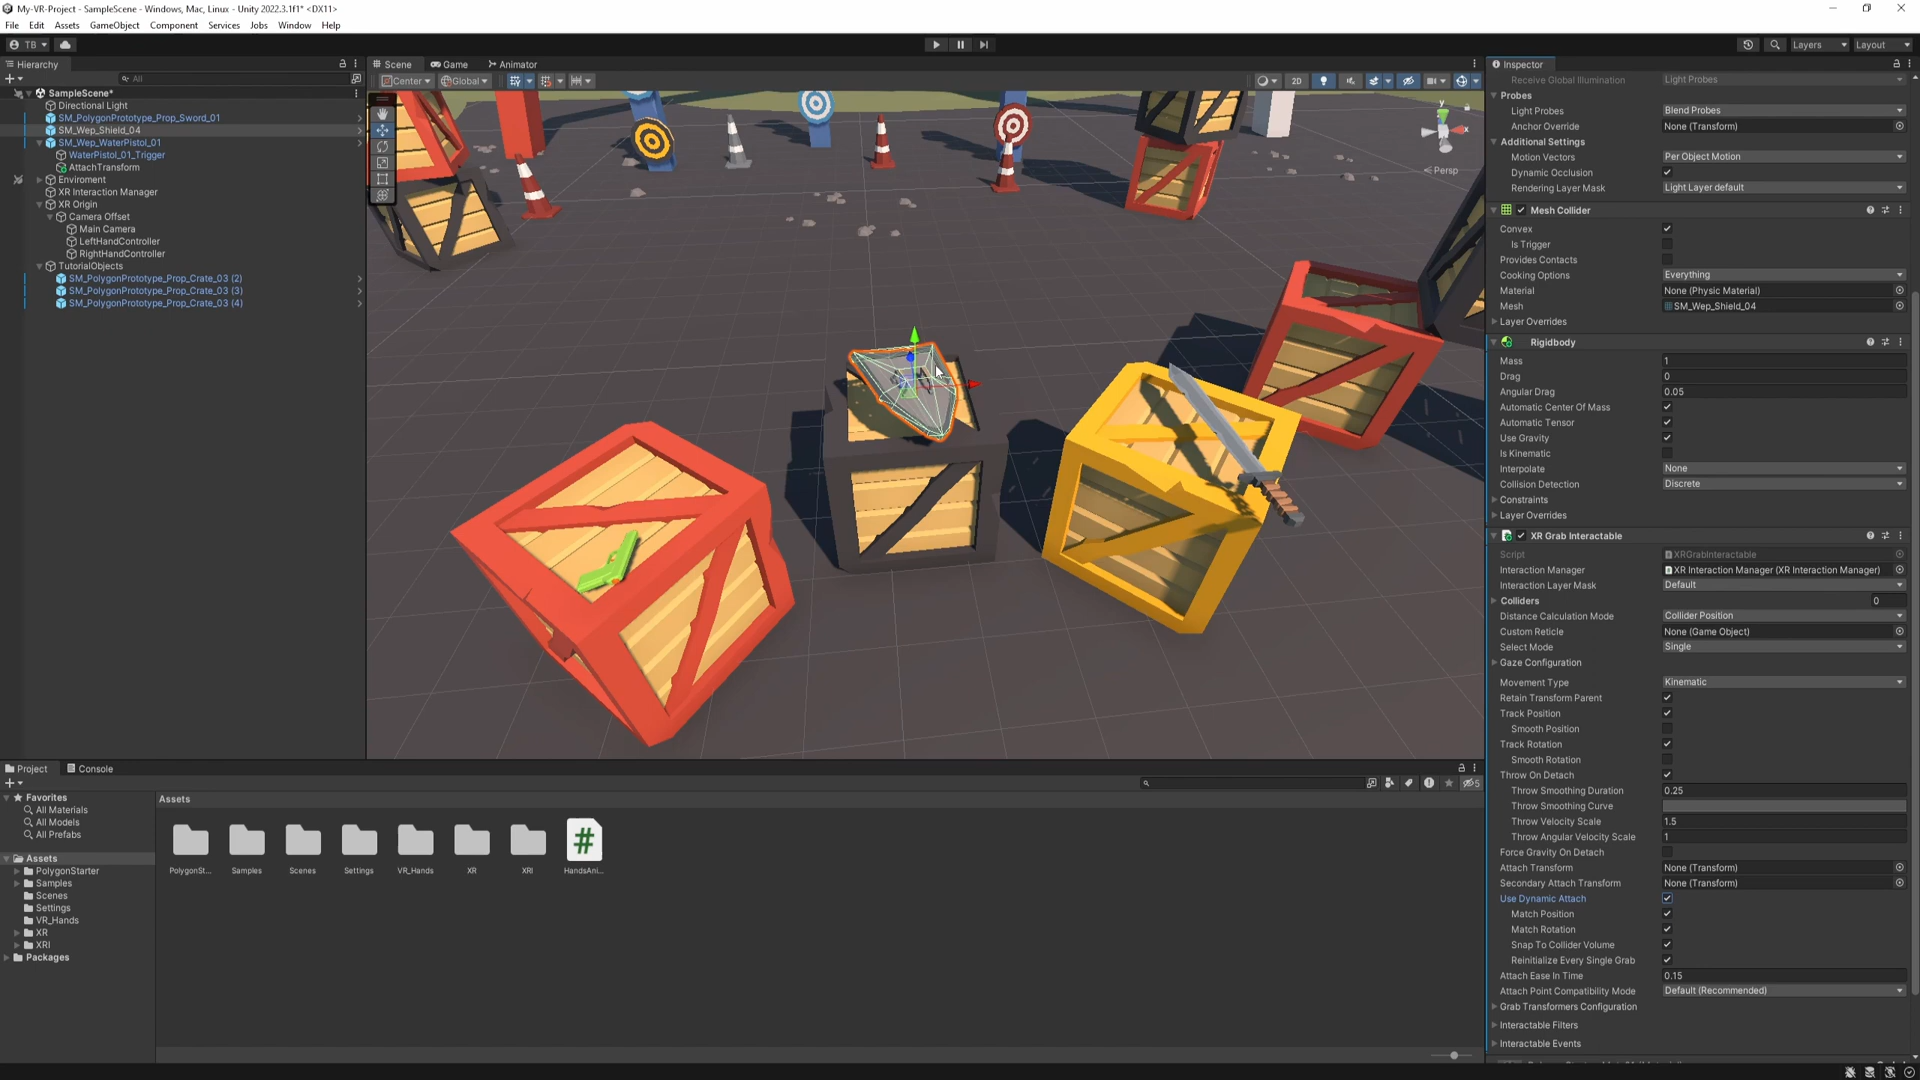 My-VR-Project - SampleScene - Windows, Mac, Linux - Unity 2022.3.1f1* <DX11>
File Edit Assets GameObject Component Services Jobs Window Help
TB Layers Layout
Hierarchy
All
SampleScene*
Directional Light
SM_PolygonPrototype_Prop_Sword_01
SM_Wep_Shield_04
SM_Wep_WaterPistol_01
WaterPistol_01_Trigger
AttachTransform
Enviroment
XR Interaction Manager
XR Origin
Camera Offset
Main Camera
LeftHandController
RightHandController
TutorialObjects
SM_PolygonPrototype_Prop_Crate_03 (2)
SM_PolygonPrototype_Prop_Crate_03 (3)
SM_PolygonPrototype_Prop_Crate_03 (4)
Scene Game Animator
Center Global 2D
y
x
Persp
Inspector
Receive Global Illumination Light Probes
Probes
Light Probes Blend Probes
Anchor Override None (Transform)
Additional Settings
Motion Vectors Per Object Motion
Dynamic Occlusion
Rendering Layer Mask Light Layer default
Mesh Collider
Convex
Is Trigger
Provides Contacts
Cooking Options Everything
Material None (Physic Material)
Mesh SM_Wep_Shield_04
Layer Overrides
Rigidbody
Mass 1
Drag 0
Angular Drag 0.05
Automatic Center Of Mass
Automatic Tensor
Use Gravity
Is Kinematic
Interpolate None
Collision Detection Discrete
Constraints
Layer Overrides
XR Grab Interactable
Script XRGrabInteractable
Interaction Manager XR Interaction Manager (XR Interaction Manager)
Interaction Layer Mask Default
Colliders 0
Distance Calculation Mode Collider Position
Custom Reticle None (Game Object)
Select Mode Single
Gaze Configuration
Movement Type Kinematic
Retain Transform Parent
Track Position
Smooth Position
Track Rotation
Smooth Rotation
Throw On Detach
Throw Smoothing Duration 0.25
Throw Smoothing Curve
Throw Velocity Scale 1.5
Throw Angular Velocity Scale 1
Force Gravity On Detach
Attach Transform None (Transform)
Secondary Attach Transform None (Transform)
Use Dynamic Attach
Match Position
Match Rotation
Snap To Collider Volume
Reinitialize Every Single Grab
Attach Ease In Time 0.15
Attach Point Compatibility Mode Default (Recommended)
Grab Transformers Configuration
Interactable Filters
Interactable Events
Project Console
5
Favorites
All Materials
All Models
All Prefabs
Assets
PolygonStarter
Samples
Scenes
Settings
VR_Hands
XR
XRI
Packages
Assets
PolygonSt... Samples Scenes Settings VR_Hands XR XRI HandsAni...